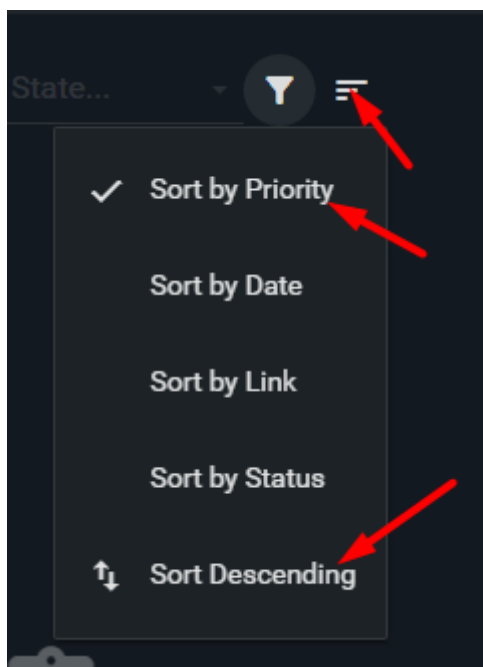 State...
Sort by Priority
Sort by Date
Sort by Link
Sort by Status
Sort Descending